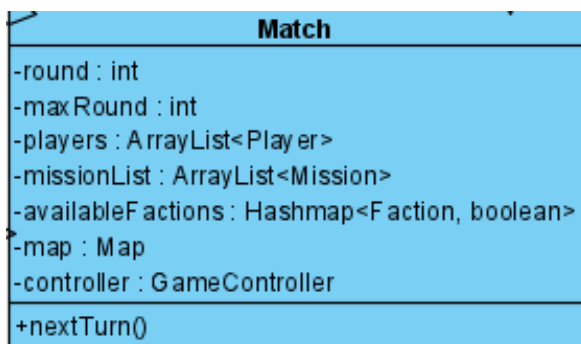 Match
-round : int
-maxRound : int
-players : ArrayList<Player>
-missionList : ArrayList<Mission>
-availableFactions : Hashmap<Faction, boolean>
-map : Map
-controller : GameController
+nextTurn()